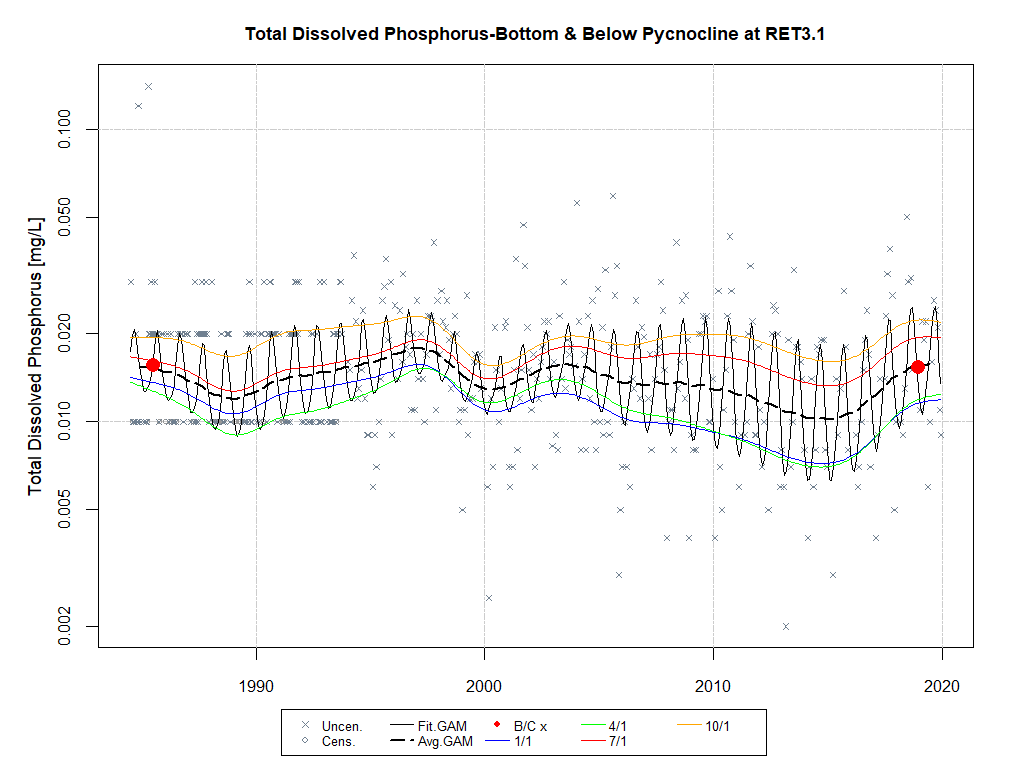 Total Dissolved Phosphorus-Bottom & Below Pycnocline at RET3.1
Total Dissolved Phosphorus [mg/L]
0.100
0.050
0.020
0.010
0.005
0.002
1990 2000 2010 2020
Uncen. Fit.GAM B/C x 4/1 10/1
Cens. Avg.GAM 1/1 7/1